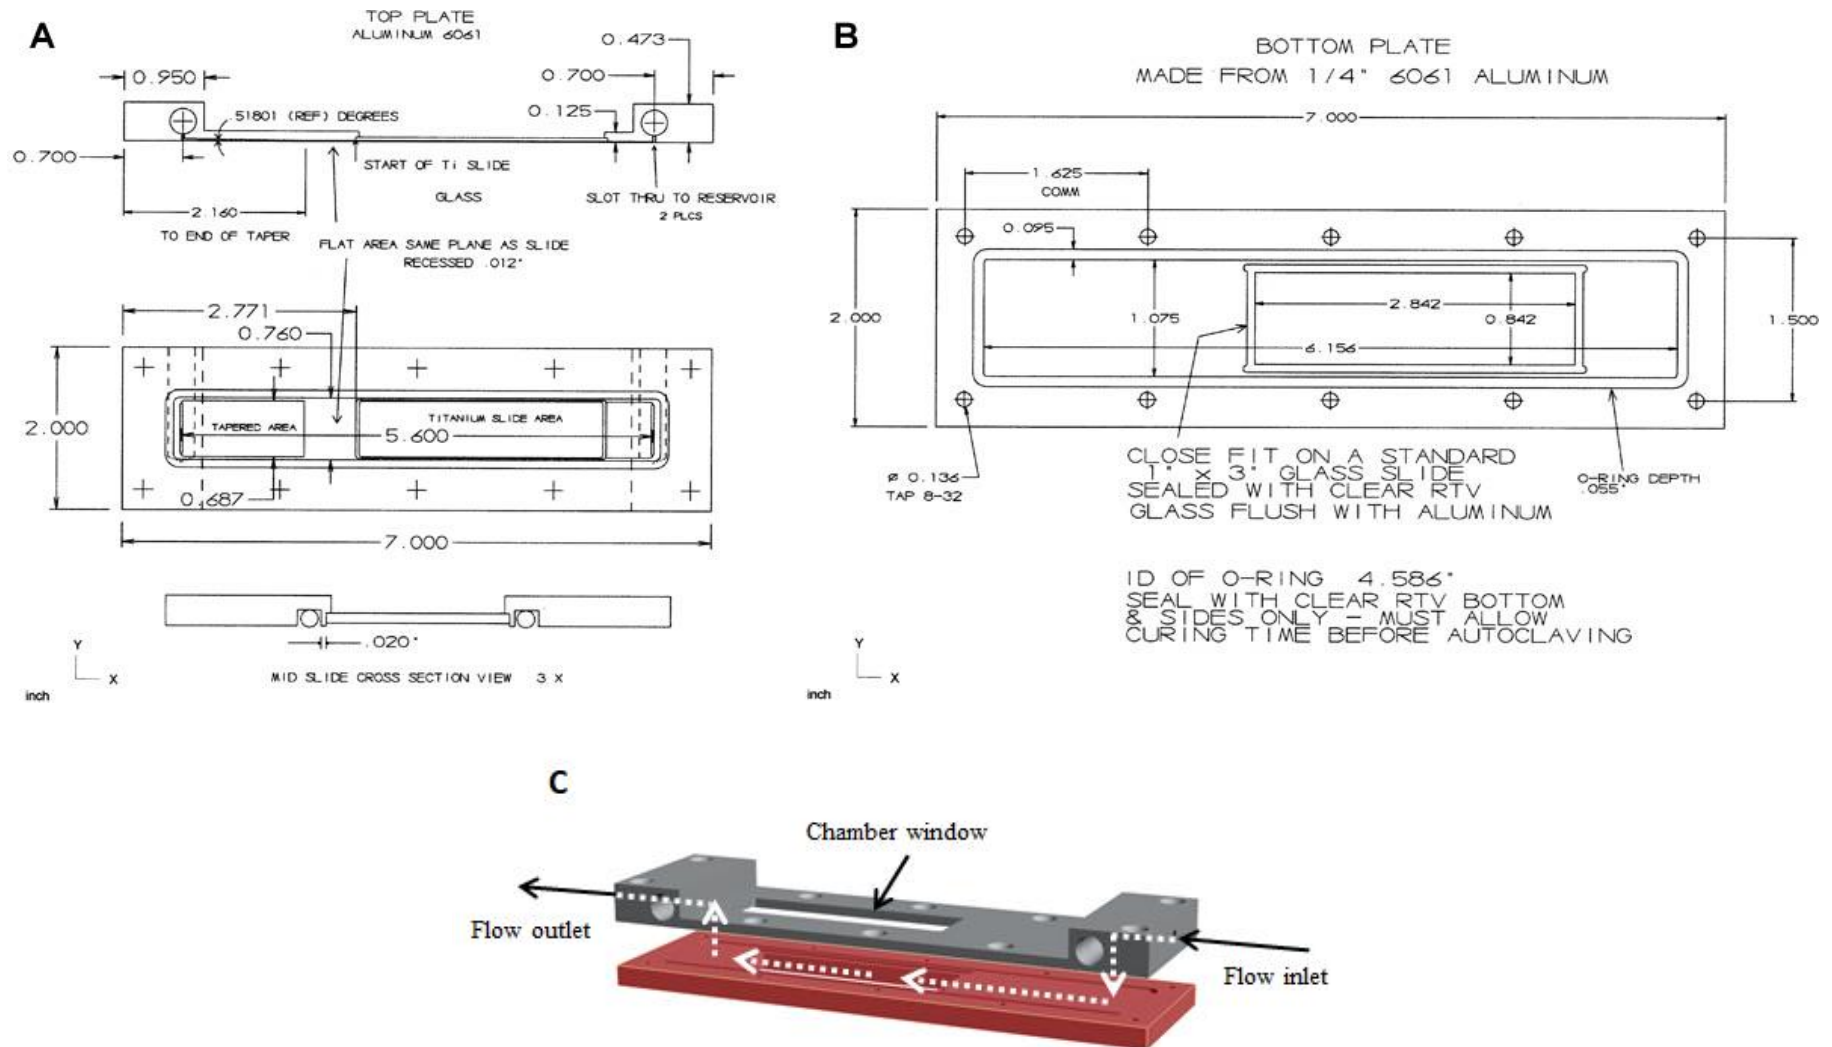 A
TOP PLATE
ALUMINUM 6061
0.473
0.950
0.700
0.125
.51801 (REF) DEGREES
0.700
START OF Ti SLIDE
GLASS
SLOT THRU TO RESERVOIR
2 PLCS
2.160
TO END OF TAPER
FLAT AREA SAME PLANE AS SLIDE
RECESSED .012"
2.771
0.760
2.000
TITANIUM SLIDE AREA
TAPERED AREA
5.600
0.687
7.000
.020"
MID SLIDE CROSS SECTION VIEW 3 X
Y
X
inch
B
BOTTOM PLATE
MADE FROM 1/4" 6061 ALUMINUM
7.000
1.625
COMM
0.095
2.000
1.075
2.842
0.842
1.500
6.156
Ø 0.136
TAP 8-32
CLOSE FIT ON A STANDARD
1" x 3" GLASS SLIDE
SEALED WITH CLEAR RTV
GLASS FLUSH WITH ALUMINUM
O-RING DEPTH
.055"
ID OF O-RING 4.586"
SEAL WITH CLEAR RTV BOTTOM
& SIDES ONLY - MUST ALLOW
CURING TIME BEFORE AUTOCLAVING
Y
X
inch
C
Chamber window
Flow outlet
Flow inlet